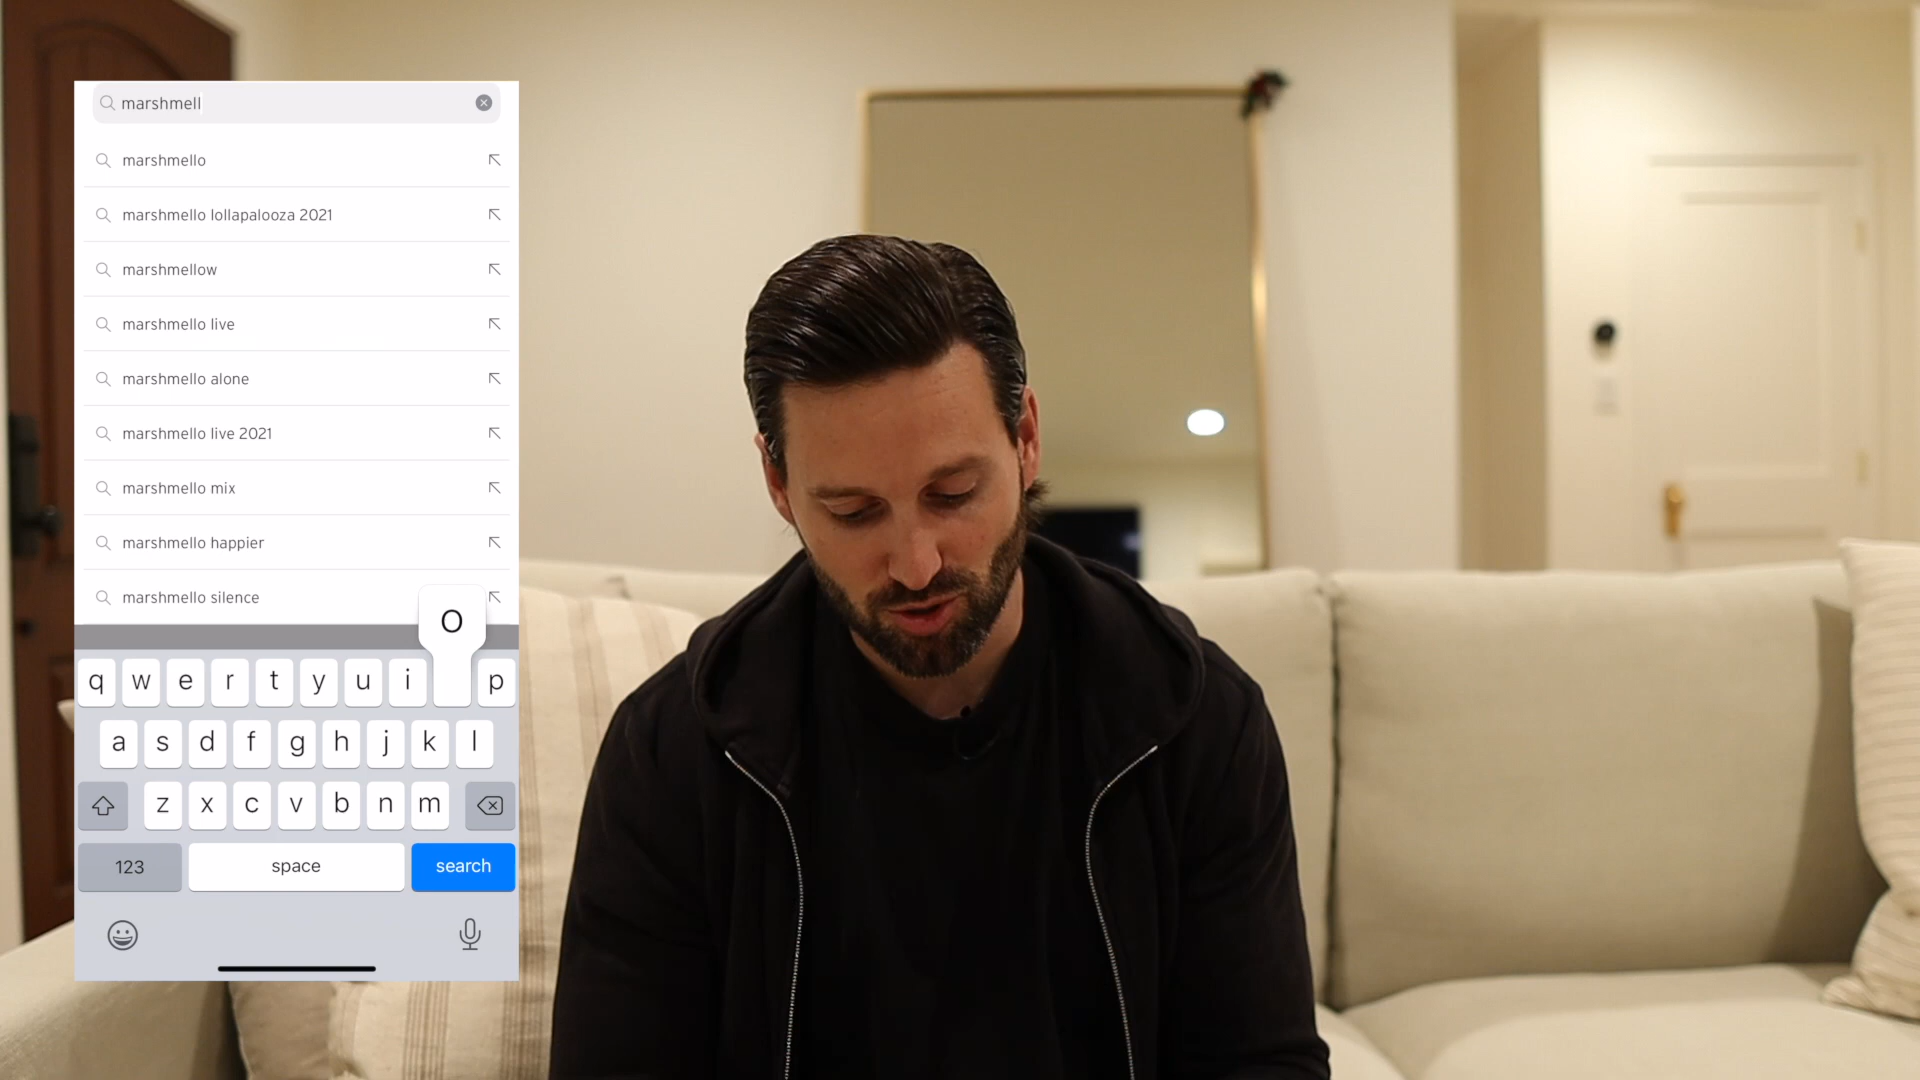 marshmell
marshmello
marshmello lollapalooza 2021
marshmellow
marshmello live
marshmello alone
marshmello live 2021
marshmello mix
marshmello happier
marshmello silence
O
q w e r t y u i p
a s d f g h j k l
z x c v b n m
123 space search